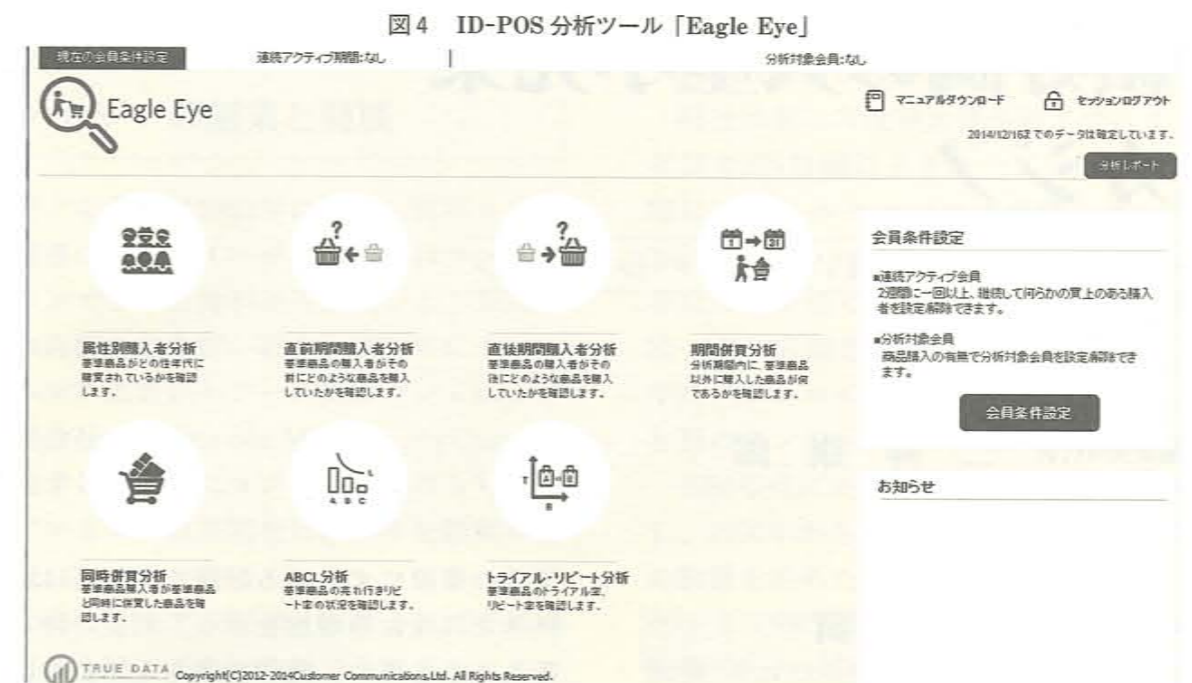 図4 ID-POS 分析ツール「Eagle Eye」
現在の会員条件設定 連続アクティブ期間:なし 分析対象会員:なし
Eagle Eye
マニュアルダウンロード セッションログアウト
2014/12/16までのデータは確定しています。
分析レポート
属性別購入者分析
基準商品がどの性年代に
購買されているかを確認
します。
直前期間購入者分析
基準商品の購入者がその
前にどのような商品を購入
していたかを確認します。
直後期間購入者分析
基準商品の購入者がその
後にどのような商品を購入
していたかを確認します。
期間併買分析
分析期間内に、基準商品
以外に購入した商品が何
であるかを確認します。
会員条件設定
■連続アクティブ会員
2週間に一回以上、継続して何らかの買上のある購入
者を設定解除できます。
■分析対象会員
商品購入の有無で分析対象会員を設定解除でき
ます。
会員条件設定
お知らせ
同時併買分析
基準商品購入者が基準商品
と同時に併買した商品を確
認します。
A B C L
ABCL分析
基準商品の売れ行きリピ
ート率の状況を確認します。
T A B R
トライアル・リピート分析
基準商品のトライアル率、
リピート率を確認します。
TRUE DATA Copyright(C)2012-2014Customer Communications,Ltd. All Rights Reserved.